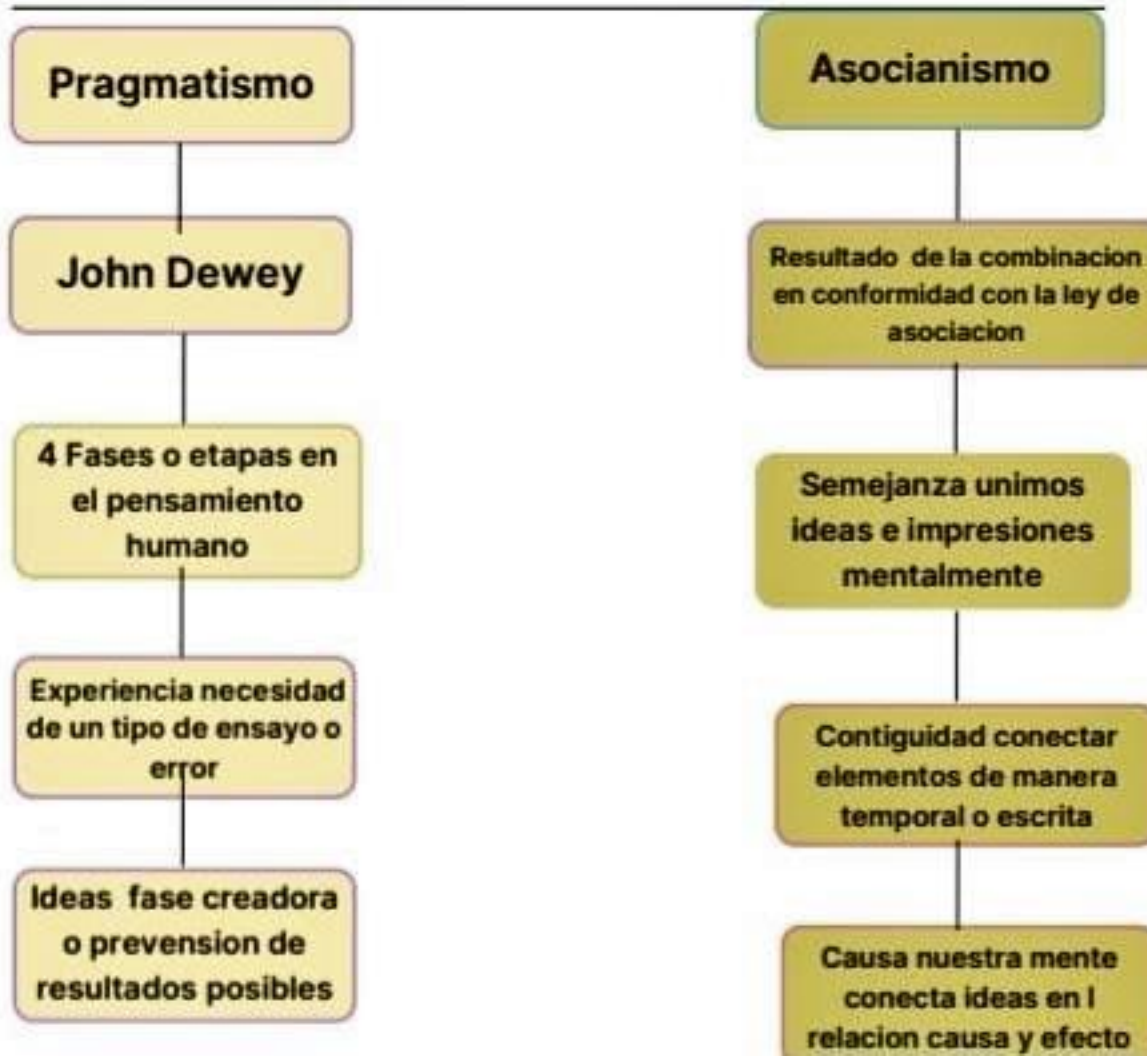 Pragmatismo
John Dewey
4 Fases o etapas en
el pensamiento
humano
Experiencia necesidad
de un tipo de ensayo o
error
Ideas fase creadora
o prevension de
resultados posibles
Asocianismo
Resultado de la combinacion
en conformidad con la ley de
asociacion
Semejanza unimos
ideas e impresiones
mentalmente
Contiguidad conectar
elementos de manera
temporal o escrita
Causa nuestra mente
conecta ideas en l
relacion causa y efecto